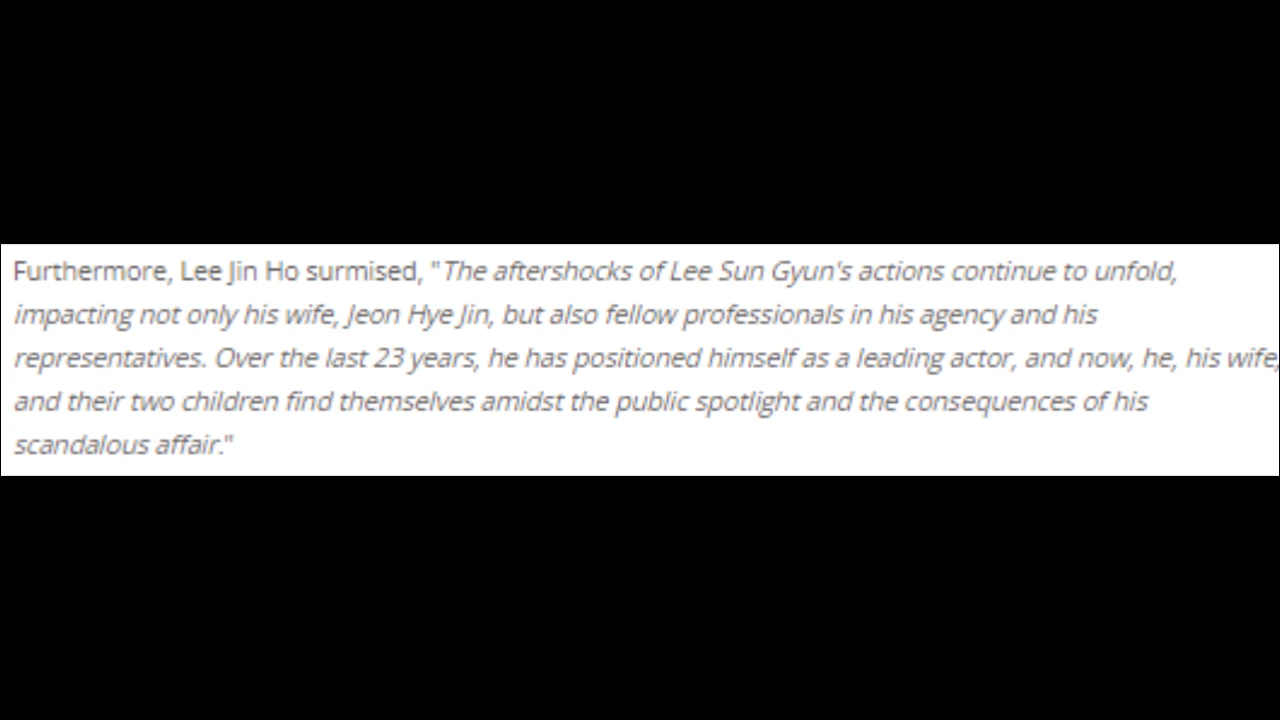 Furthermore, Lee Jin Ho surmised, "The aftershocks of Lee Sun Gyun's actions continue to unfold,
impacting not only his wife, Jeon Hye Jin, but also fellow professionals in his agency and his
representatives. Over the last 23 years, he has positioned himself as a leading actor, and now, he, his wife,
and their two children find themselves amidst the public spotlight and the consequences of his
scandalous affair."